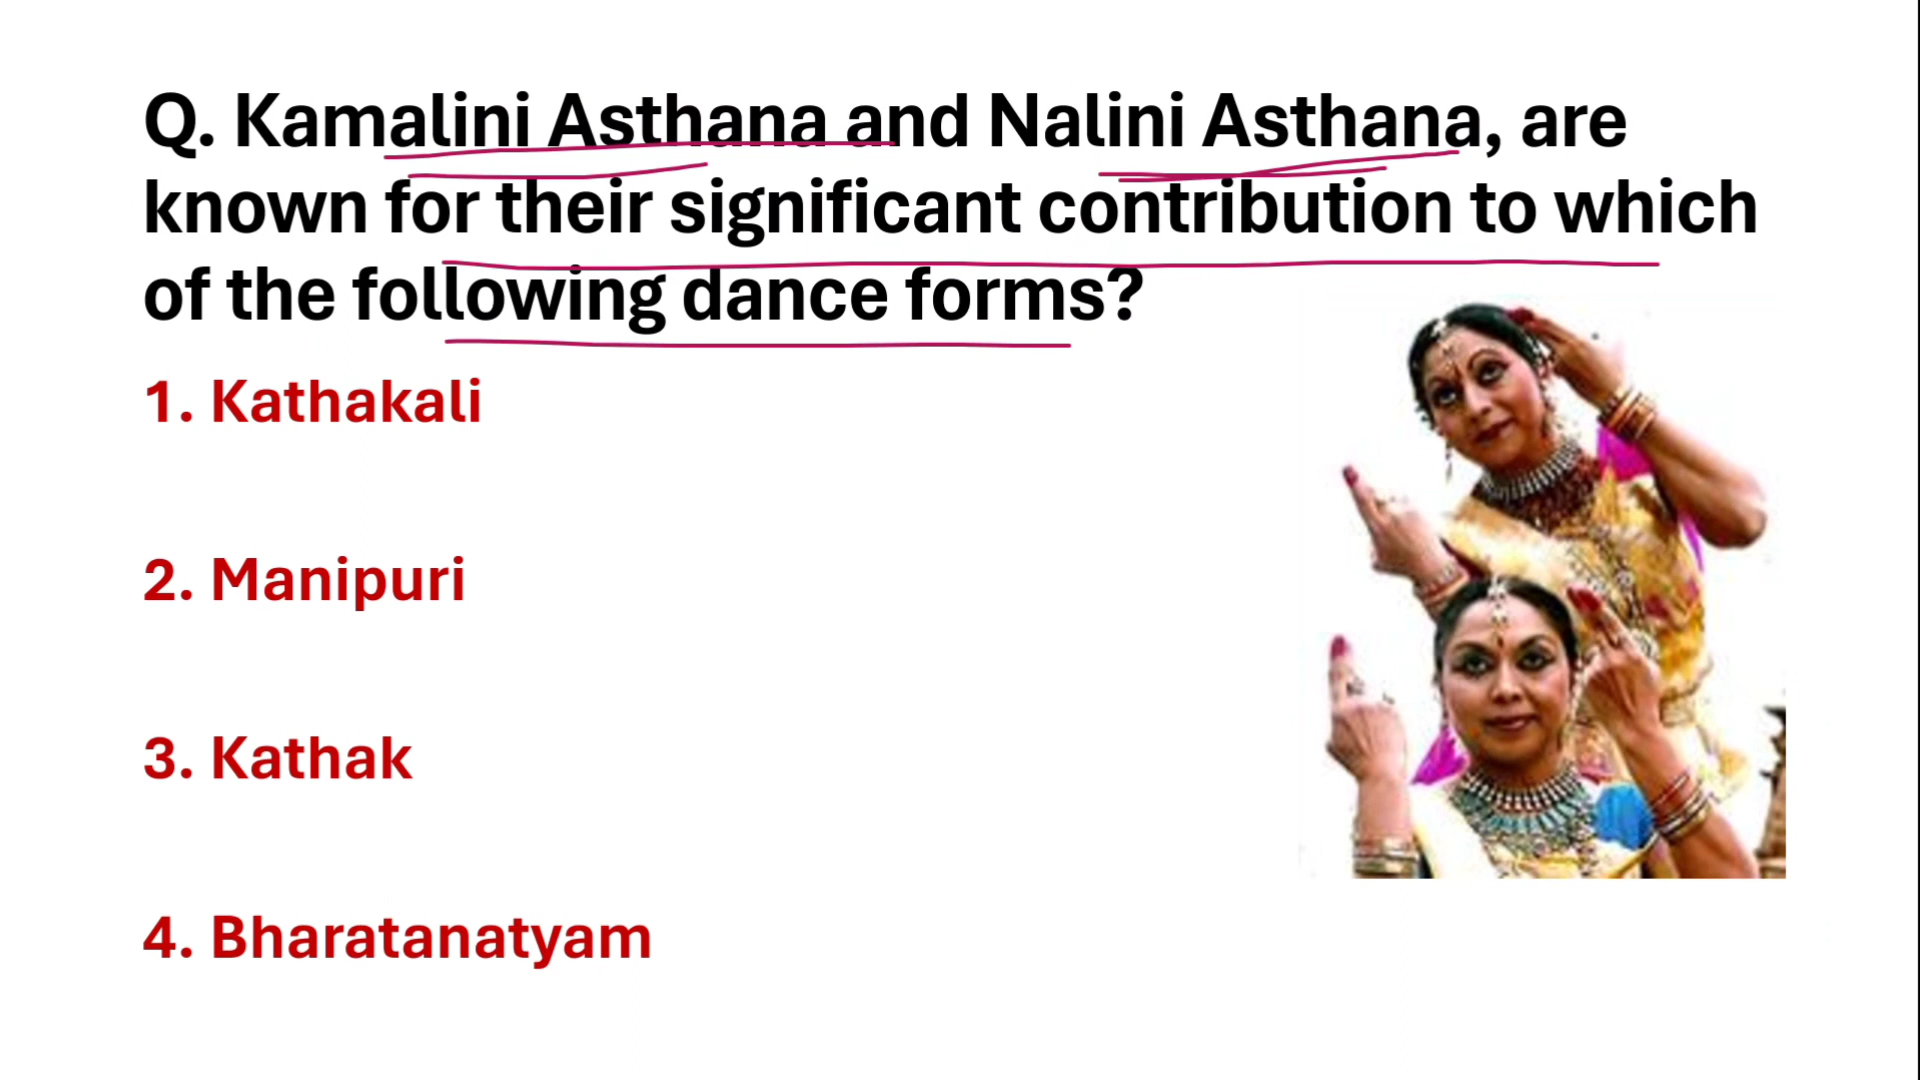 Q. Kamalini Asthana and Nalini Asthana, are
known for their significant contribution to which
of the following dance forms?
1. Kathakali
2. Manipuri
3. Kathak
4. Bharatanatyam